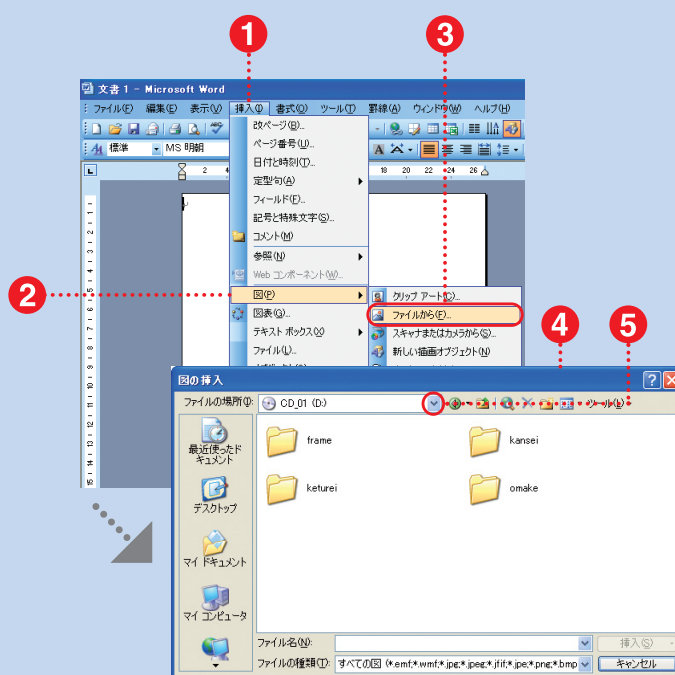 1
3
文書 1 - Microsoft Word
ファイル(F) 編集(E) 表示(V) 挿入(I) 書式(O) ツール(T) 罫線(A) ウィンドウ(W) ヘルプ(H)
標準 MS 明朝
2 4 18 20 22 24 26
改ページ(B)...
ページ番号(U)...
日付と時刻(T)...
定型句(A)
フィールド(F)...
記号と特殊文字(S)...
コメント(M)
参照(N)
Web コンポーネント(W)...
2
図(P)
図表(G)...
テキスト ボックス(X)
ファイル(L)...
クリップ アート(C)...
ファイルから(F)...
スキャナまたはカメラから(S)...
新しい描画オブジェクト(N)
4
5
図の挿入
ファイルの場所(I):
CD_01 (D:)
ツール(L)
最近使ったド
キュメント
デスクトップ
マイ ドキュメント
マイ コンピュータ
frame
kansei
keturei
omake
ファイル名(N):
挿入(S)
ファイルの種類(T):
すべての図 (*.emf;*.wmf;*.jpg;*.jpeg;*.jfif;*.jpe;*.png;*.bmp
キャンセル